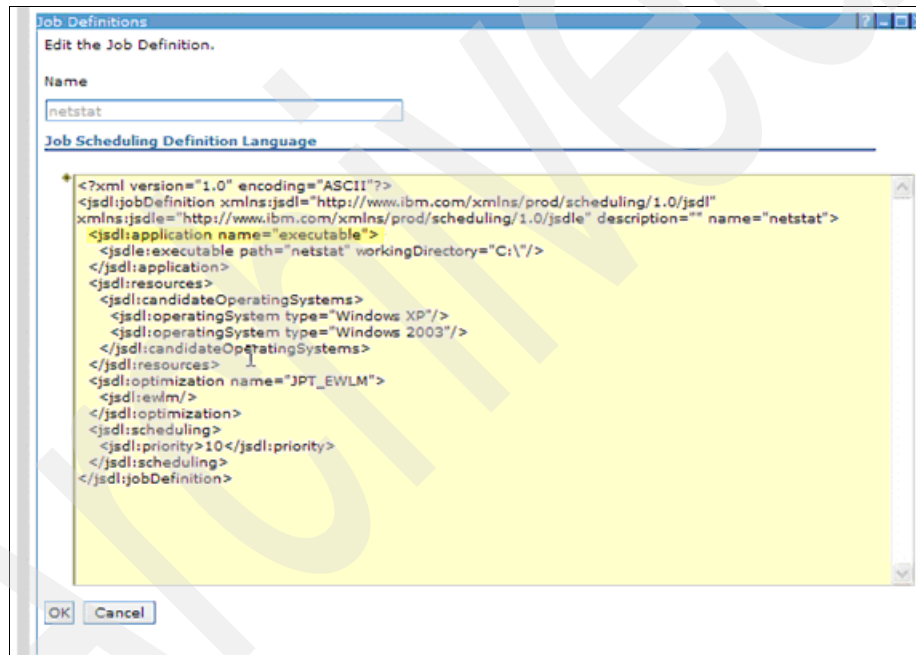 Job Definitions
Edit the Job Definition.
Name
netstat
Job Scheduling Definition Language
<?xml version="1.0" encoding="ASCII"?>
<jsdl:jobDefinition xmlns:jsdl="http://www.ibm.com/xmlns/prod/scheduling/1.0/jsdl"
xmlns:jsdle="http://www.ibm.com/xmlns/prod/scheduling/1.0/jsdle" description="" name="netstat">
<jsdl:application name="executable">
<jsdle:executable path="netstat" workingDirectory="C:\"/>
</jsdl:application>
<jsdl:resources>
<jsdl:candidateOperatingSystems>
<jsdl:operatingSystem type="Windows XP"/>
<jsdl:operatingSystem type="Windows 2003"/>
</jsdl:candidateOperatingSystems>
</jsdl:resources>
<jsdl:optimization name="JPT_EWLM">
<jsdl:ewlm/>
</jsdl:optimization>
<jsdl:scheduling>
<jsdl:priority>10</jsdl:priority>
</jsdl:scheduling>
</jsdl:jobDefinition>
OK Cancel